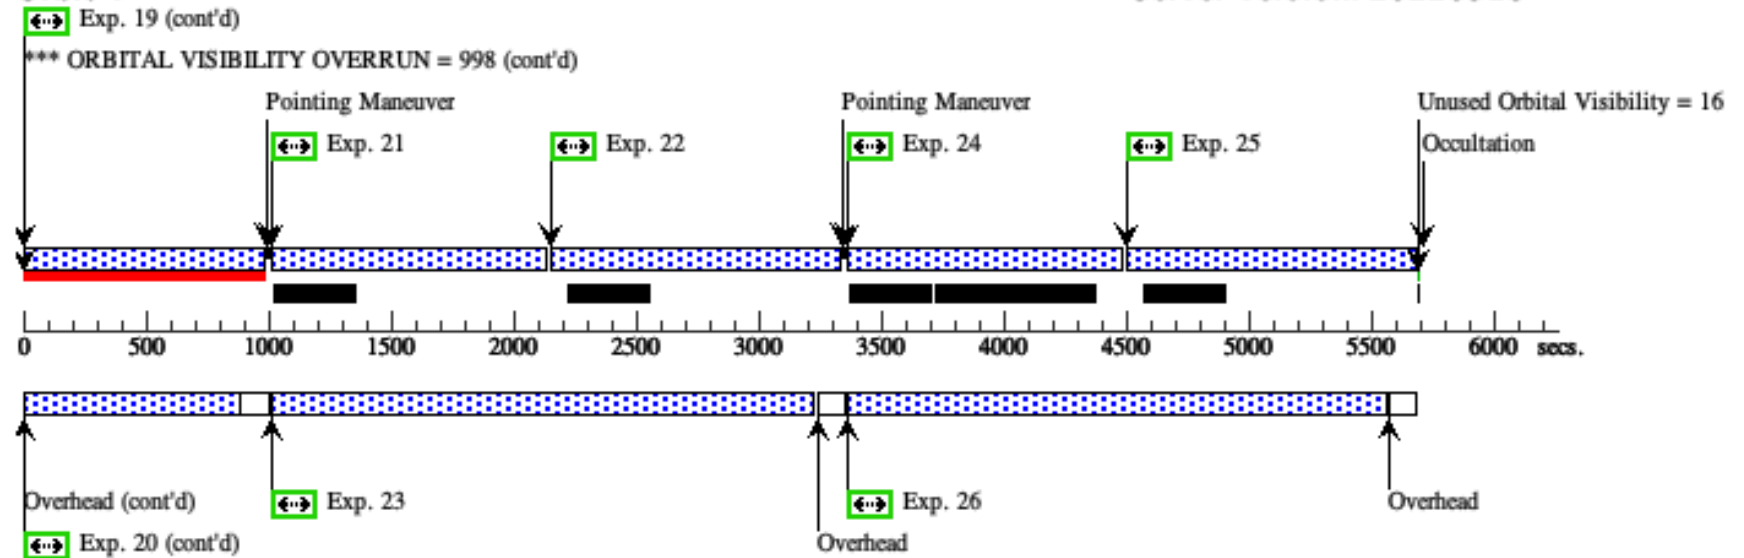 Exp. 19 (cont'd)
*** ORBITAL VISIBILITY OVERRUN = 998 (cont'd)
Pointing Maneuver
Pointing Maneuver
Unused Orbital Visibility = 16
Exp. 21
Exp. 22
Exp. 24
Exp. 25
Occultation
0 500 1000 1500 2000 2500 3000 3500 4000 4500 5000 5500 6000 secs.
Overhead (cont'd)
Exp. 23
Exp. 26
Overhead
Exp. 20 (cont'd)
Overhead